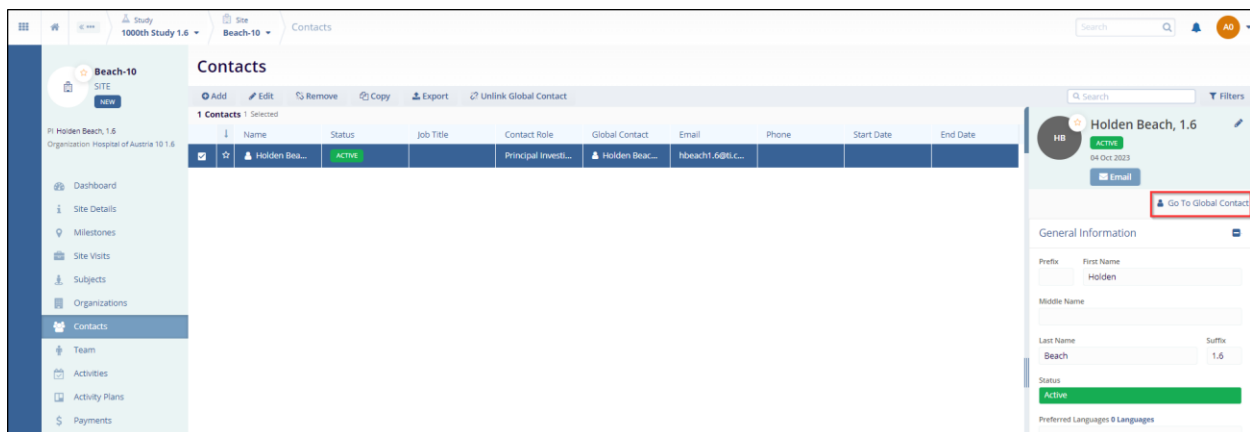 Study
1000th Study 1.6
Site
Beach-10
Contacts
Search
AO
Beach-10
SITE
NEW
PI Holden Beach, 1.6
Organization Hospital of Austria 10 1.6
Dashboard
Site Details
Milestones
Site Visits
Subjects
Organizations
Contacts
Team
Activities
Activity Plans
Payments
Contacts
Add Edit Remove Copy Export Unlink Global Contact
Search Filters
1 Contacts 1 Selected
Name Status Job Title Contact Role Global Contact Email Phone Start Date End Date
Holden Bea... ACTIVE Principal Investi... Holden Beac... hbeach1.6@ti.c...
HB
Holden Beach, 1.6
ACTIVE
04 Oct 2023
Email
Go To Global Contact
General Information
Prefix First Name
Holden
Middle Name
Last Name Suffix
Beach 1.6
Status
Active
Preferred Languages 0 Languages